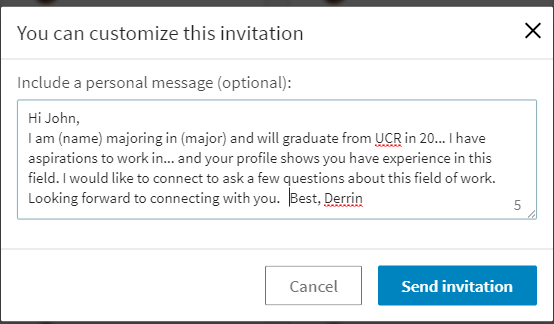 You can customize this invitation
Include a personal message (optional):
Hi John,
I am (name) majoring in (major) and will graduate from UCR in 20... I have
aspirations to work in... and your profile shows you have experience in this
field. I would like to connect to ask a few questions about this field of work.
Looking forward to connecting with you.  Best, Derrin
5
Cancel
Send invitation